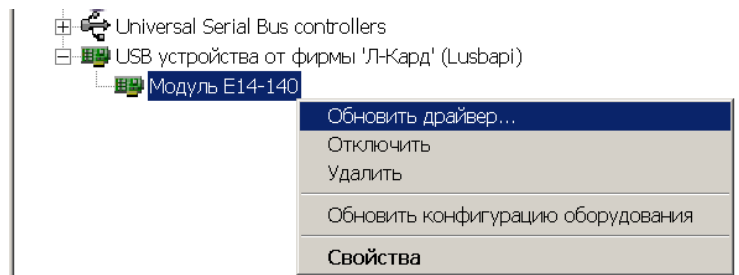 Universal Serial Bus controllers
USB устройства от фирмы 'Л-Кард' (Lusbapi)
Модуль E14-140
Обновить драйвер...
Отключить
Удалить
Обновить конфигурацию оборудования
Свойства